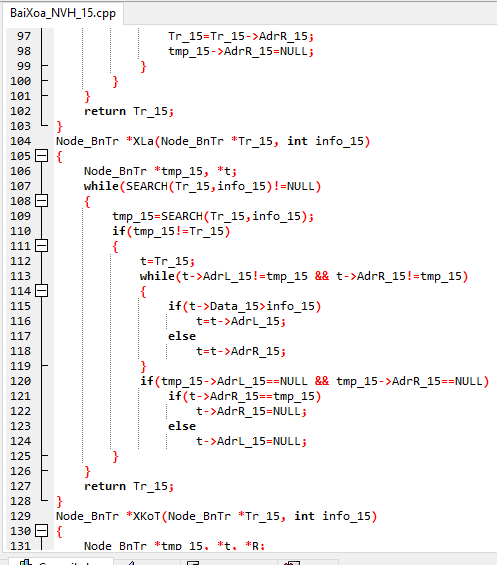 BaiXoa_NVH_15.cpp
97 Tr_15=Tr_15->AdrR_15;
98 tmp_15->AdrR_15=NULL;
99 }
100 }
101 }
102 return Tr_15;
103 }
104 Node_BnTr *XLa(Node_BnTr *Tr_15, int info_15)
105 {
106 Node_BnTr *tmp_15, *t;
107 while(SEARCH(Tr_15,info_15)!=NULL)
108 {
109 tmp_15=SEARCH(Tr_15,info_15);
110 if(tmp_15!=Tr_15)
111 {
112 t=Tr_15;
113 while(t->AdrL_15!=tmp_15 && t->AdrR_15!=tmp_15)
114 {
115 if(t->Data_15>info_15)
116 t=t->AdrL_15;
117 else
118 t=t->AdrR_15;
119 }
120 if(tmp_15->AdrL_15==NULL && tmp_15->AdrR_15==NULL)
121 if(t->AdrR_15==tmp_15)
122 t->AdrR_15=NULL;
123 else
124 t->AdrL_15=NULL;
125 }
126 }
127 return Tr_15;
128 }
129 Node_BnTr *XKoT(Node_BnTr *Tr_15, int info_15)
130 {
131 Node_BnTr *tmp_15, *t, *R;